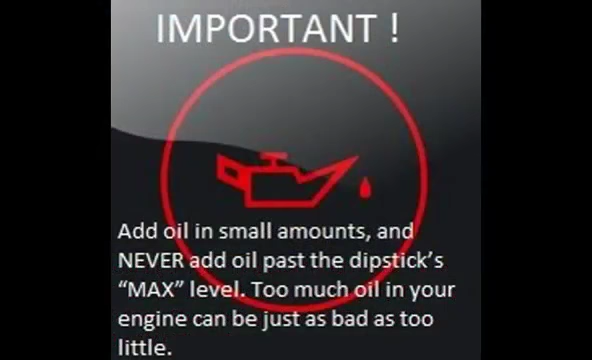 IMPORTANT !
Add oil in small amounts, and
NEVER add oil past the dipstick’s
“MAX” level. Too much oil in your
engine can be just as bad as too
little.